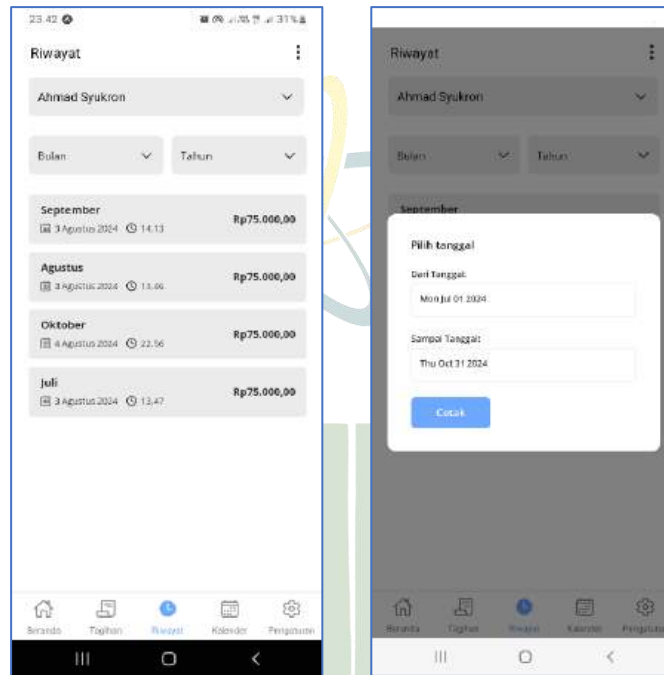 23.42
31%
Riwayat
Ahmad Syukron
Bulan
Tahun
September
3 Agustus 2024 14.13
Rp75.000,00
Agustus
3 Agustus 2024
Rp75.000,00
Oktober
4 Agustus 2024 22.56
Rp75.000,00
Juli
3 Agustus 2024 13.47
Rp75.000,00
Beranda
Tagihan
Riwayat
Kalender
Pengaturan
Riwayat
Ahmad Syukron
Bulan
Tahun
September
Pilih tanggal
Dari Tanggal:
Mon Jul 01 2024
Sampai Tanggal:
Thu Oct 31 2024
Cetak
Beranda
Tagihan
Riwayat
Kalender
Pengaturan